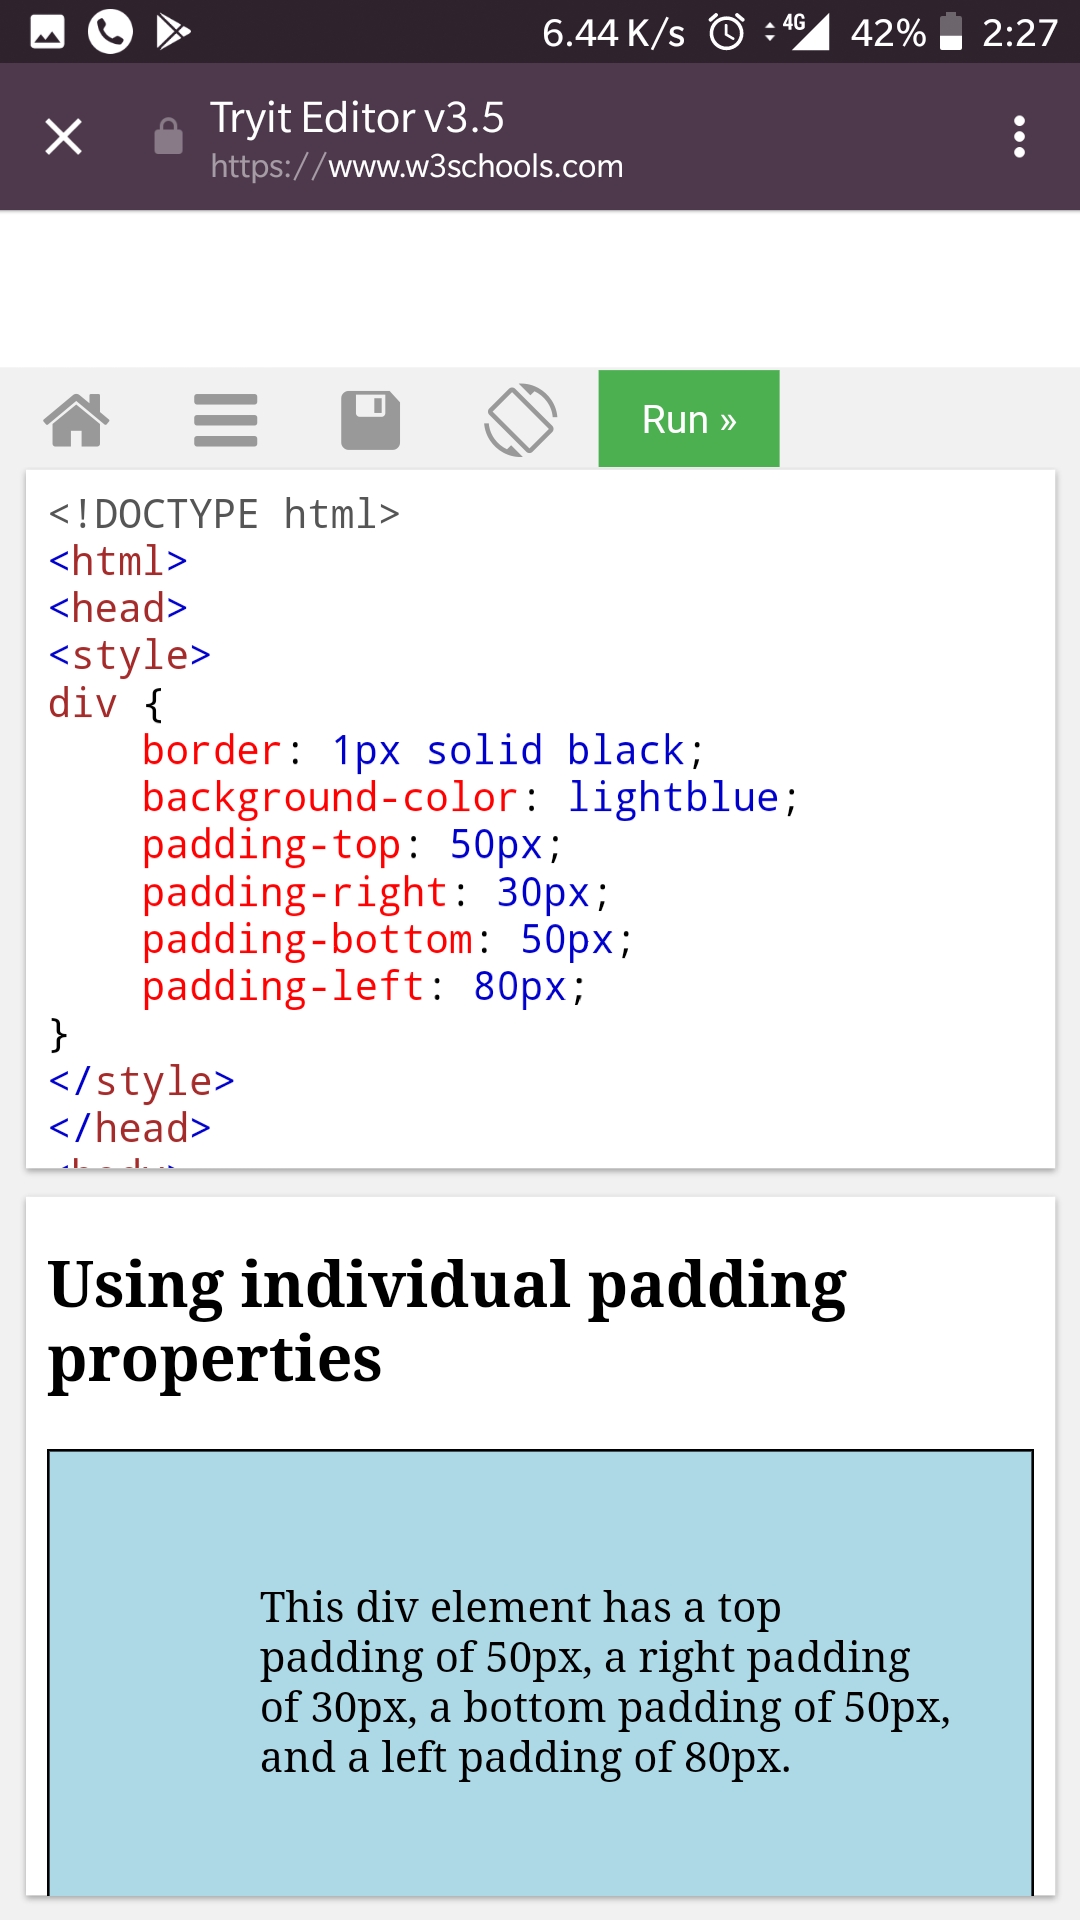 6.44 K/s 4G 42% 2:27
Tryit Editor v3.5
https://www.w3schools.com
Run »
<!DOCTYPE html>
<html>
<head>
<style>
div {
    border: 1px solid black;
    background-color: lightblue;
    padding-top: 50px;
    padding-right: 30px;
    padding-bottom: 50px;
    padding-left: 80px;
}
</style>
</head>
Using individual padding
properties
This div element has a top
padding of 50px, a right padding
of 30px, a bottom padding of 50px,
and a left padding of 80px.